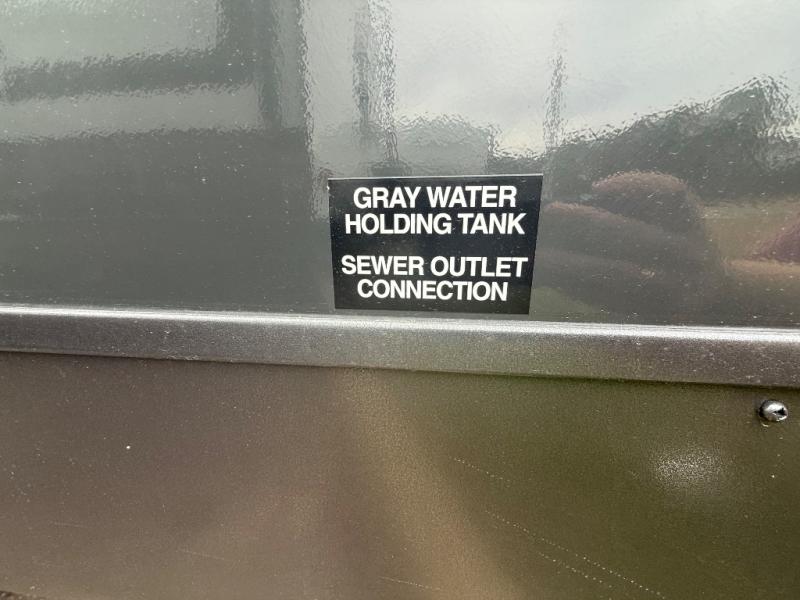 GRAY WATER
HOLDING TANK
SEWER OUTLET
CONNECTION